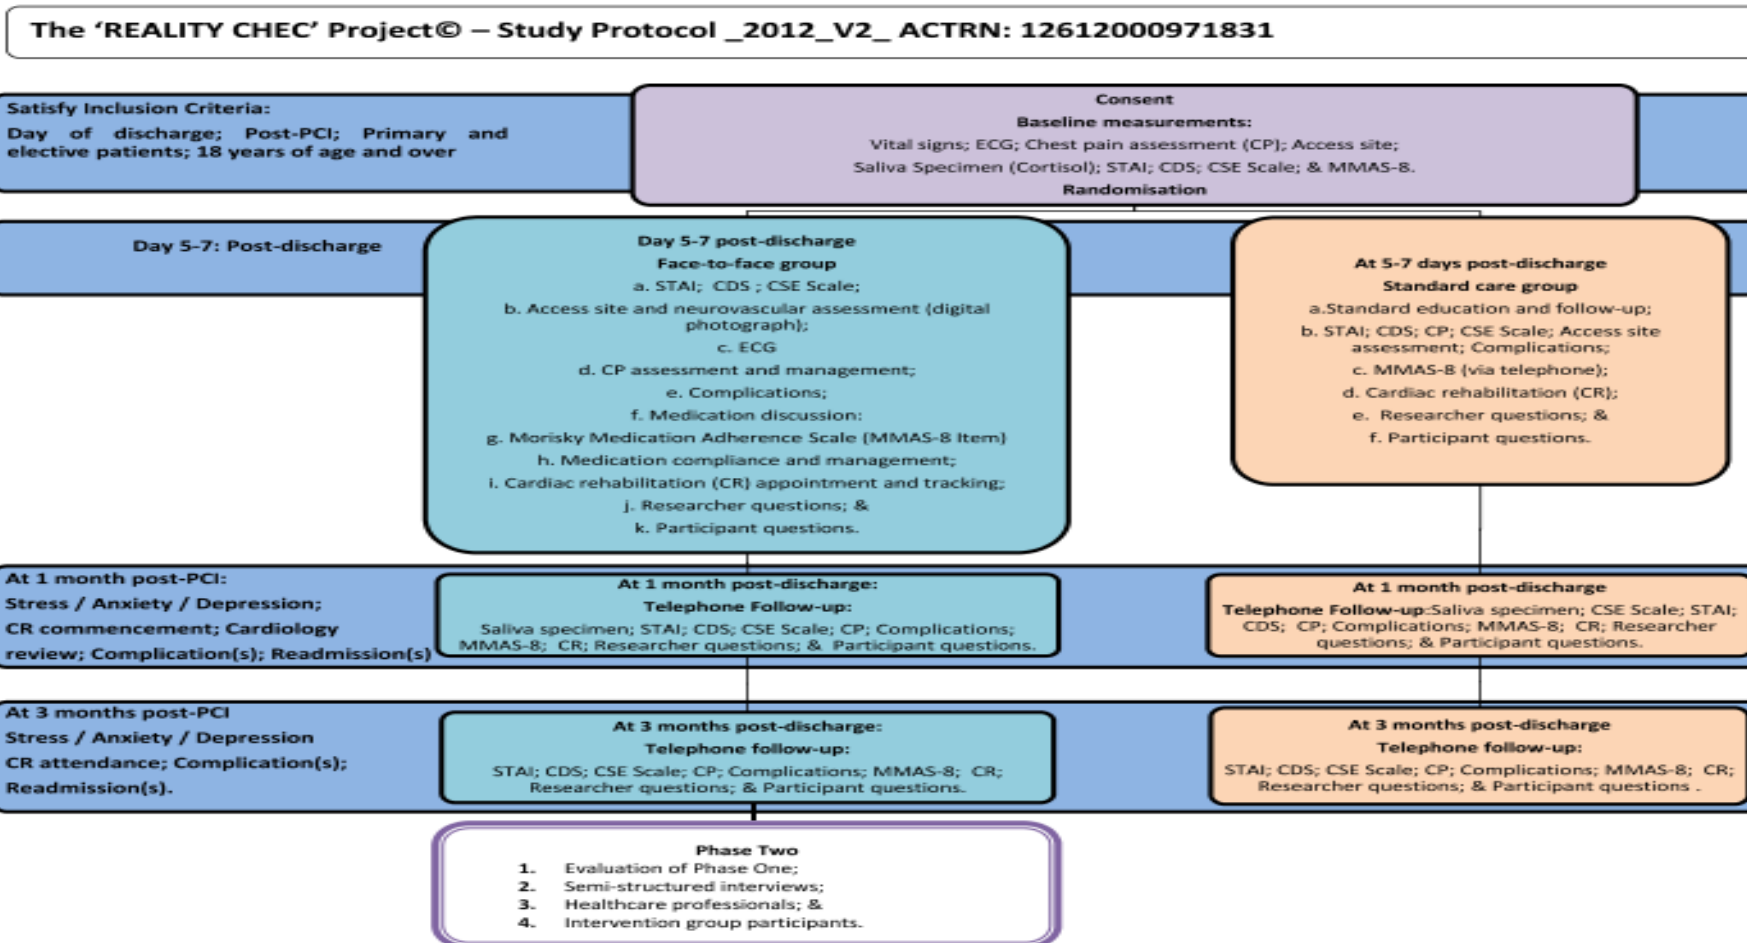 The ‘REALITY CHEC’ Project© – Study Protocol _2012_V2_ ACTRN: 12612000971831
Satisfy Inclusion Criteria:
Day of discharge; Post-PCI; Primary and
elective patients; 18 years of age and over
Consent
Baseline measurements:
Vital signs; ECG; Chest pain assessment (CP); Access site;
Saliva Specimen (Cortisol); STAI; CDS; CSE Scale; & MMAS-8.
Randomisation
Day 5-7: Post-discharge
Day 5-7 post-discharge
Face-to-face group
a. STAI; CDS ; CSE Scale;
b. Access site and neurovascular assessment (digital
photograph);
c. ECG
d. CP assessment and management;
e. Complications;
f. Medication discussion:
g. Morisky Medication Adherence Scale (MMAS-8 Item)
h. Medication compliance and management;
i. Cardiac rehabilitation (CR) appointment and tracking;
j. Researcher questions; &
k. Participant questions.
At 5-7 days post-discharge
Standard care group
a.Standard education and follow-up;
b. STAI; CDS; CP; CSE Scale; Access site
assessment; Complications;
c. MMAS-8 (via telephone);
d. Cardiac rehabilitation (CR);
e. Researcher questions; &
f. Participant questions.
At 1 month post-PCI:
Stress / Anxiety / Depression;
CR commencement; Cardiology
review; Complication(s); Readmission(s)
At 1 month post-discharge:
Telephone Follow-up:
Saliva specimen; STAI; CDS; CSE Scale; CP; Complications;
MMAS-8; CR; Researcher questions; & Participant questions.
At 1 month post-discharge
Telephone Follow-up:Saliva specimen; CSE Scale; STAI;
CDS; CP; Complications; MMAS-8; CR; Researcher
questions; & Participant questions.
At 3 months post-PCI
Stress / Anxiety / Depression
CR attendance; Complication(s);
Readmission(s).
At 3 months post-discharge:
Telephone follow-up:
STAI; CDS; CSE Scale; CP; Complications; MMAS-8; CR;
Researcher questions; & Participant questions.
At 3 months post-discharge
Telephone follow-up:
STAI; CDS; CSE Scale; CP; Complications; MMAS-8; CR;
Researcher questions; & Participant questions .
Phase Two
1. Evaluation of Phase One;
2. Semi-structured interviews;
3. Healthcare professionals; &
4. Intervention group participants.